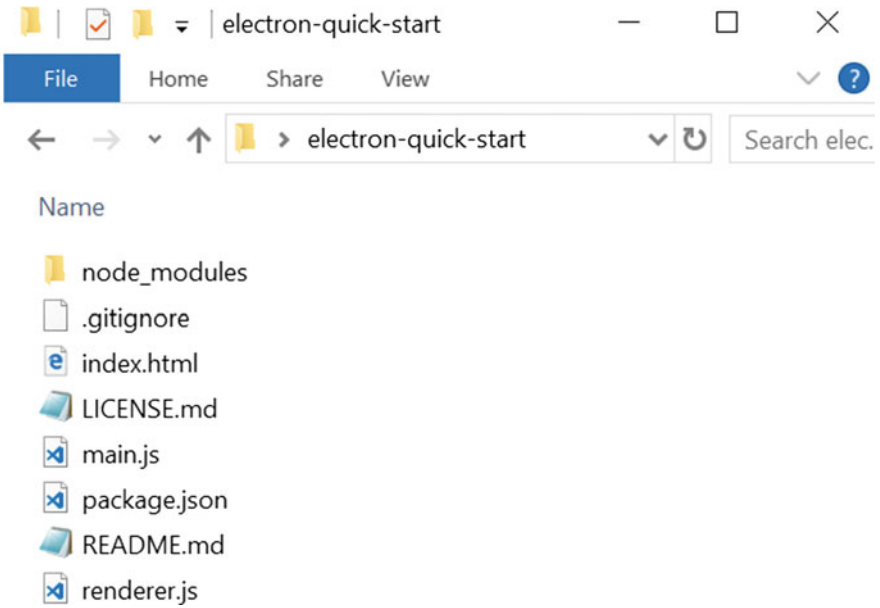 electron-quick-start
File Home Share View ?
electron-quick-start Search elec.
Name
node_modules
.gitignore
index.html
LICENSE.md
main.js
package.json
README.md
renderer.js